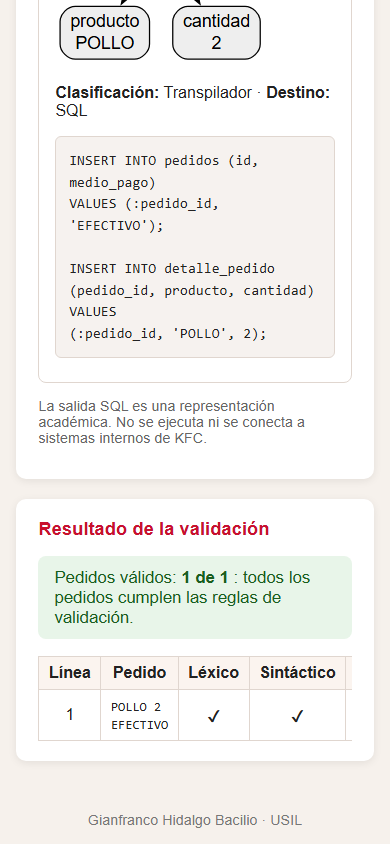 producto
POLLO
cantidad
2
Clasificación: Transpilador · Destino:
SQL
INSERT INTO pedidos (id,
medio_pago)
VALUES (:pedido_id,
'EFECTIVO');
INSERT INTO detalle_pedido
(pedido_id, producto, cantidad)
VALUES
(:pedido_id, 'POLLO', 2);
La salida SQL es una representación
académica. No se ejecuta ni se conecta a
sistemas internos de KFC.
Resultado de la validación
Pedidos válidos: 1 de 1 : todos los
pedidos cumplen las reglas de
validación.
Línea Pedido Léxico Sintáctico
1 POLLO 2 ✓ ✓
EFECTIVO
Gianfranco Hidalgo Bacilio · USIL